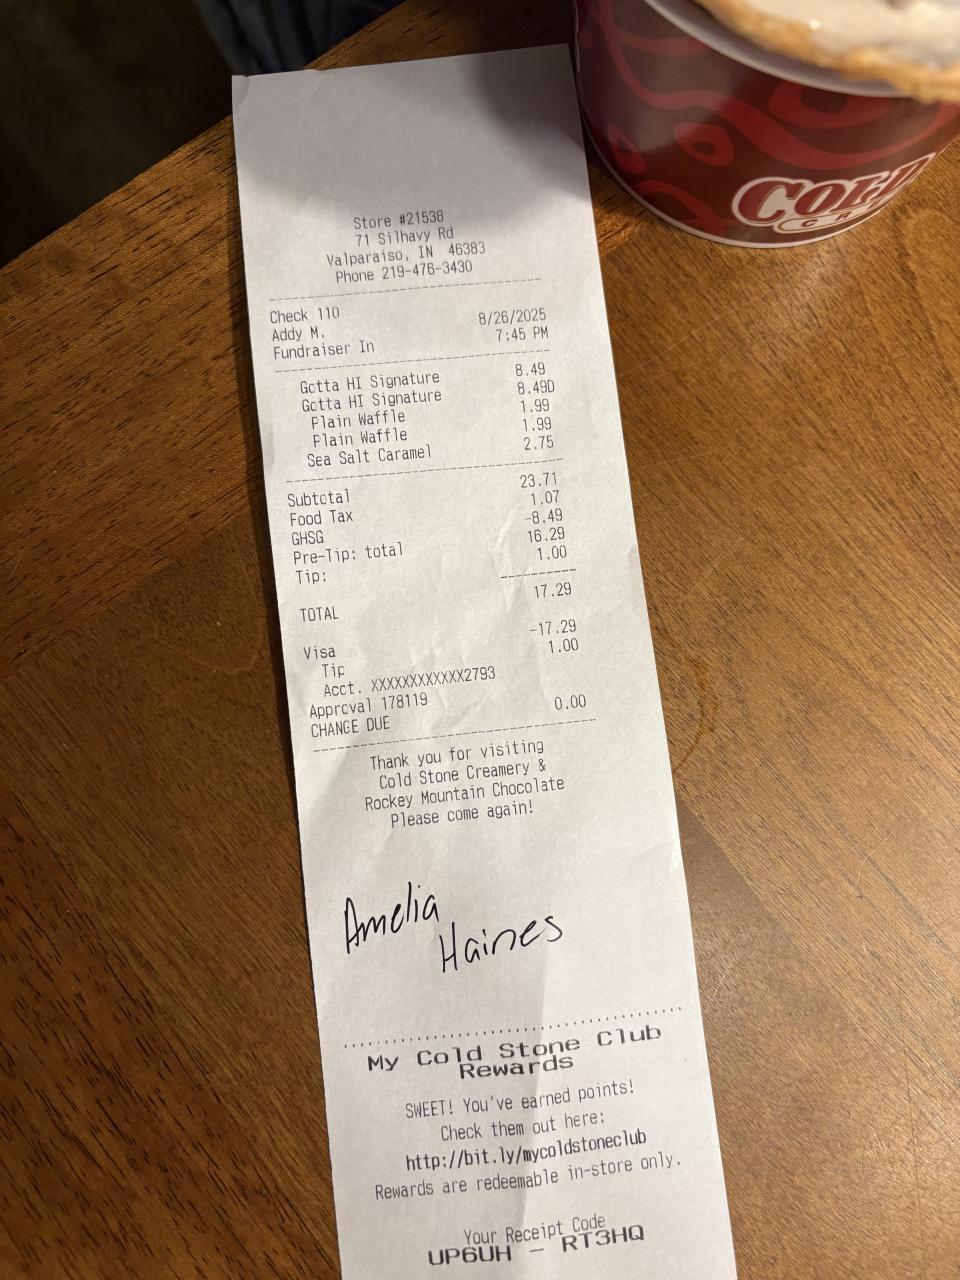 COLD
Store #21538
71 Silhavy Rd
Valparaiso, IN 46383
Phone 219-476-3430
Check 110
Addy M. 8/26/2025
Fundraiser In 7:45 PM
Gotta HI Signature 8.49
Gotta HI Signature 8.49D
Plain Waffle 1.99
Plain Waffle 1.99
Sea Salt Caramel 2.75
Subtotal 23.71
Food Tax 1.07
GHSG -8.49
Pre-Tip: total 16.29
Tip: 1.00
TOTAL 17.29
Visa -17.29
Tip 1.00
Acct. XXXXXXXXXXXX2793
Approval 178119
CHANGE DUE 0.00
Thank you for visiting
Cold Stone Creamery &
Rockey Mountain Chocolate
Please come again!
Amelia
Haines
My Cold Stone Club
Rewards
SWEET! You've earned points!
Check them out here:
http://bit.ly/mycoldstoneclub
Rewards are redeemable in-store only.
Your Receipt Code
UP6UH - RT3HQ